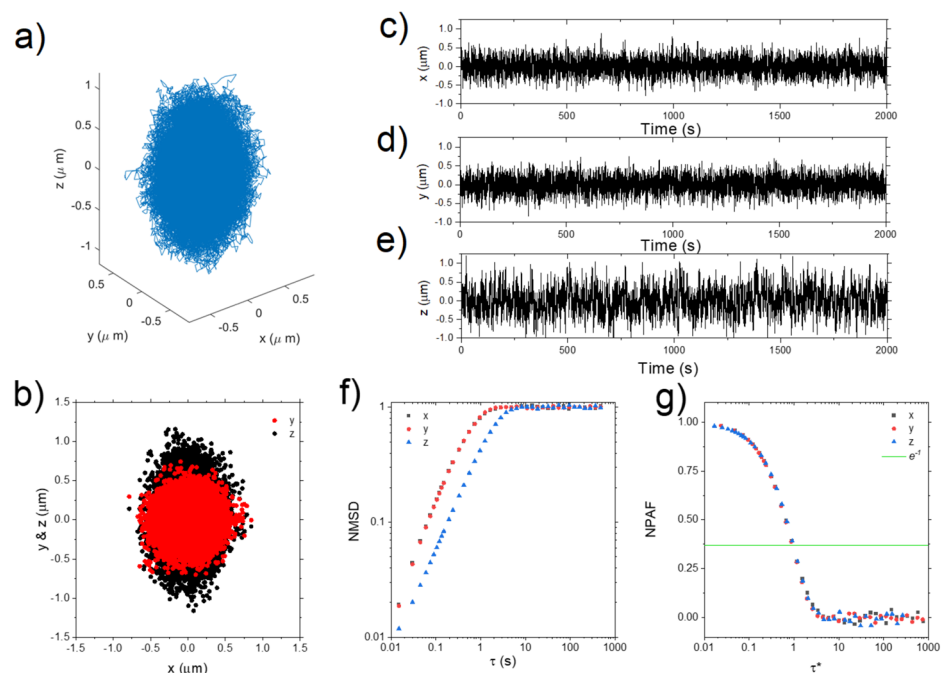 a)
1
0.5
0
-0.5
-1
z (μ m)
0.5
0
-0.5
y (μ m)
-0.5
0
0.5
x (μ m)
b)
1.5
1.0
0.5
0.0
-0.5
-1.0
-1.5
y & z (μm)
y
z
-1.5 -1.0 -0.5 0.0 0.5 1.0 1.5
x (μm)
c)
1.0
0.5
0.0
-0.5
-1.0
x (μm)
0 500 1000 1500 2000
Time (s)
d)
1.0
0.5
0.0
-0.5
-1.0
y (μm)
0 500 1000 1500 2000
Time (s)
e)
1.0
0.5
0.0
-0.5
-1.0
z (μm)
0 500 1000 1500 2000
Time (s)
f)
1
0.1
0.01
NMSD
x
y
z
0.01 0.1 1 10 100 1000
τ (s)
g)
1.00
0.75
0.50
0.25
0.00
NPAF
x
y
z
e⁻¹
0.01 0.1 1 10 100 1000
τ*